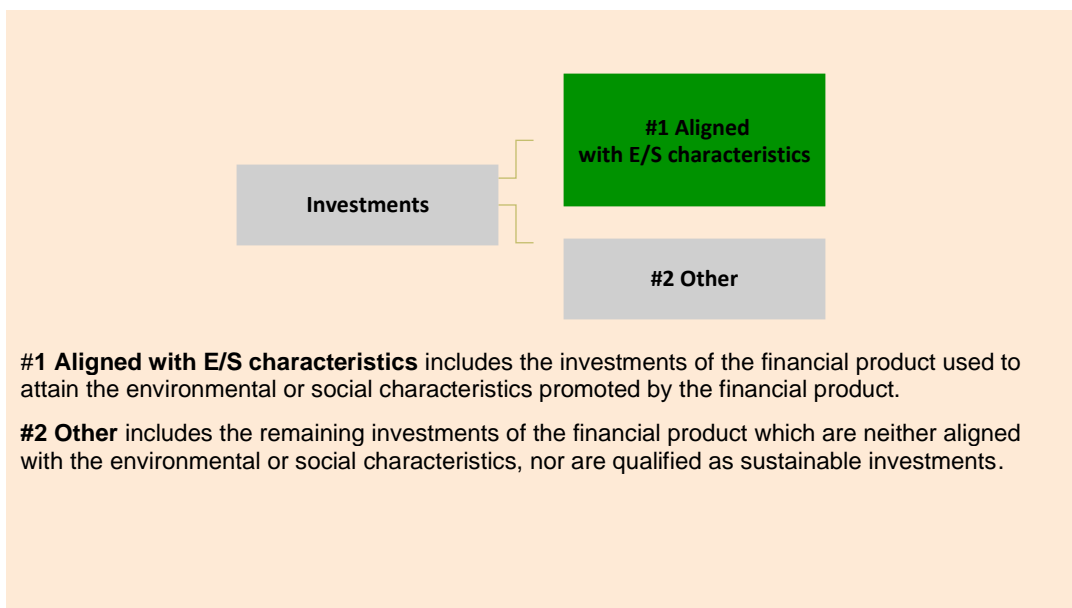 #1 Aligned
with E/S characteristics
Investments
#2 Other
#1 Aligned with E/S characteristics includes the investments of the financial product used to
attain the environmental or social characteristics promoted by the financial product.
#2 Other includes the remaining investments of the financial product which are neither aligned
with the environmental or social characteristics, nor are qualified as sustainable investments.